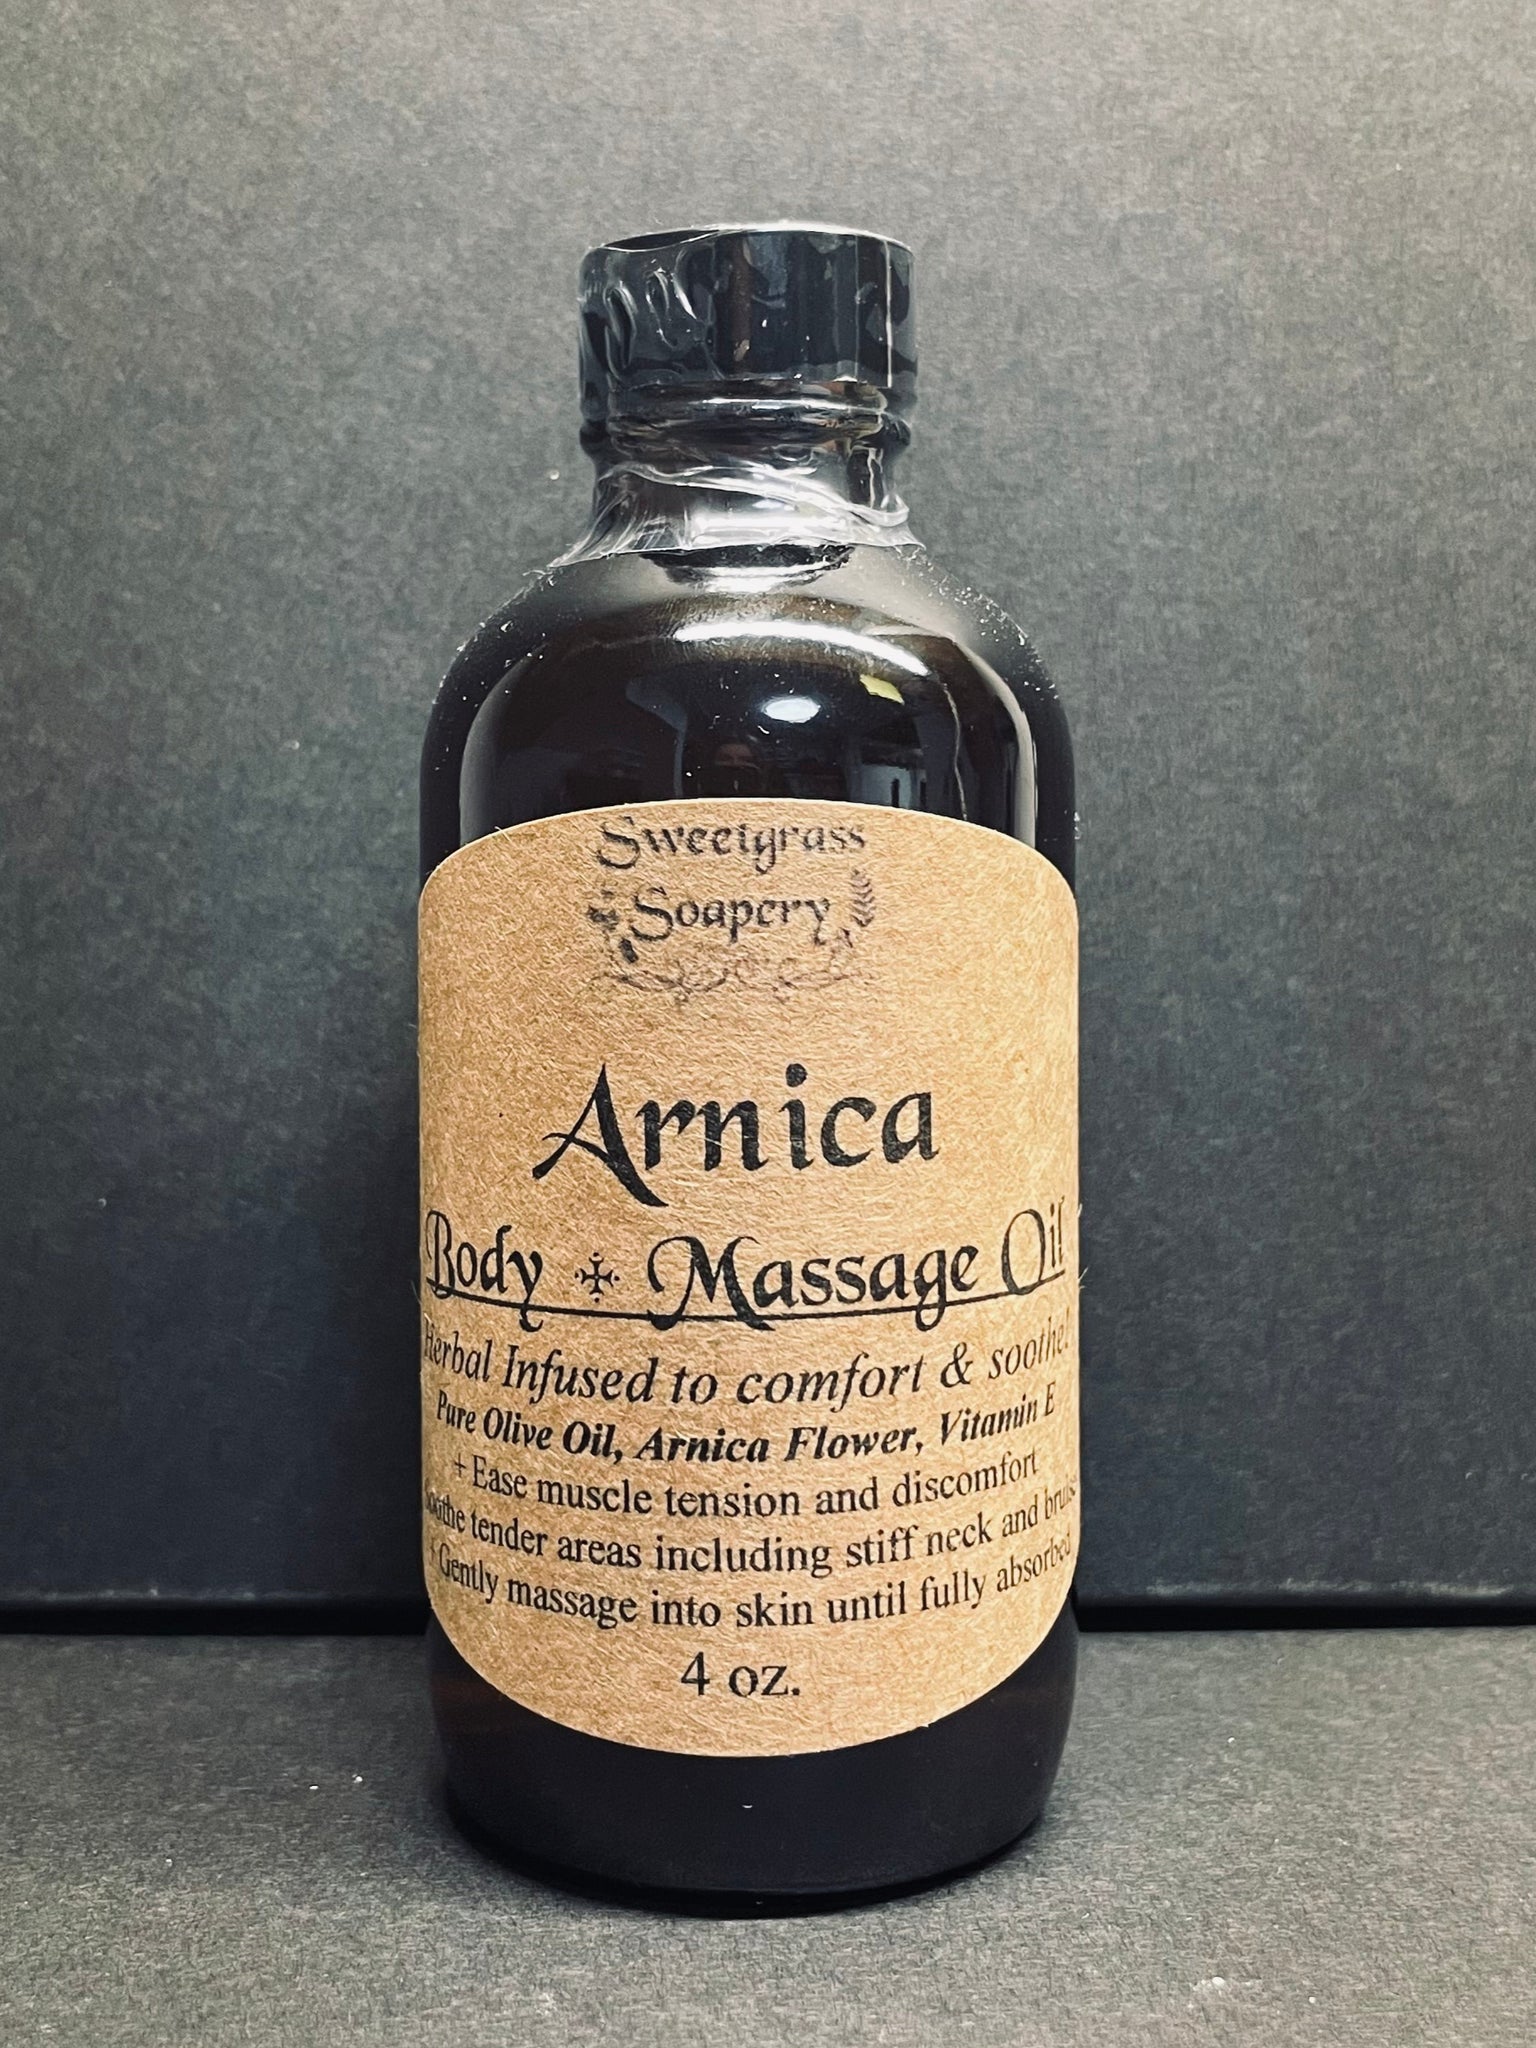 Sweetgrass
Soapery
Arnica
Body Massage Oil
Herbal Infused to comfort & soothe!
Pure Olive Oil, Arnica Flower, Vitamin E
+ Ease muscle tension and discomfort
Soothe tender areas including stiff neck and
+ Gently massage into skin until fully absorbed
4 oz.